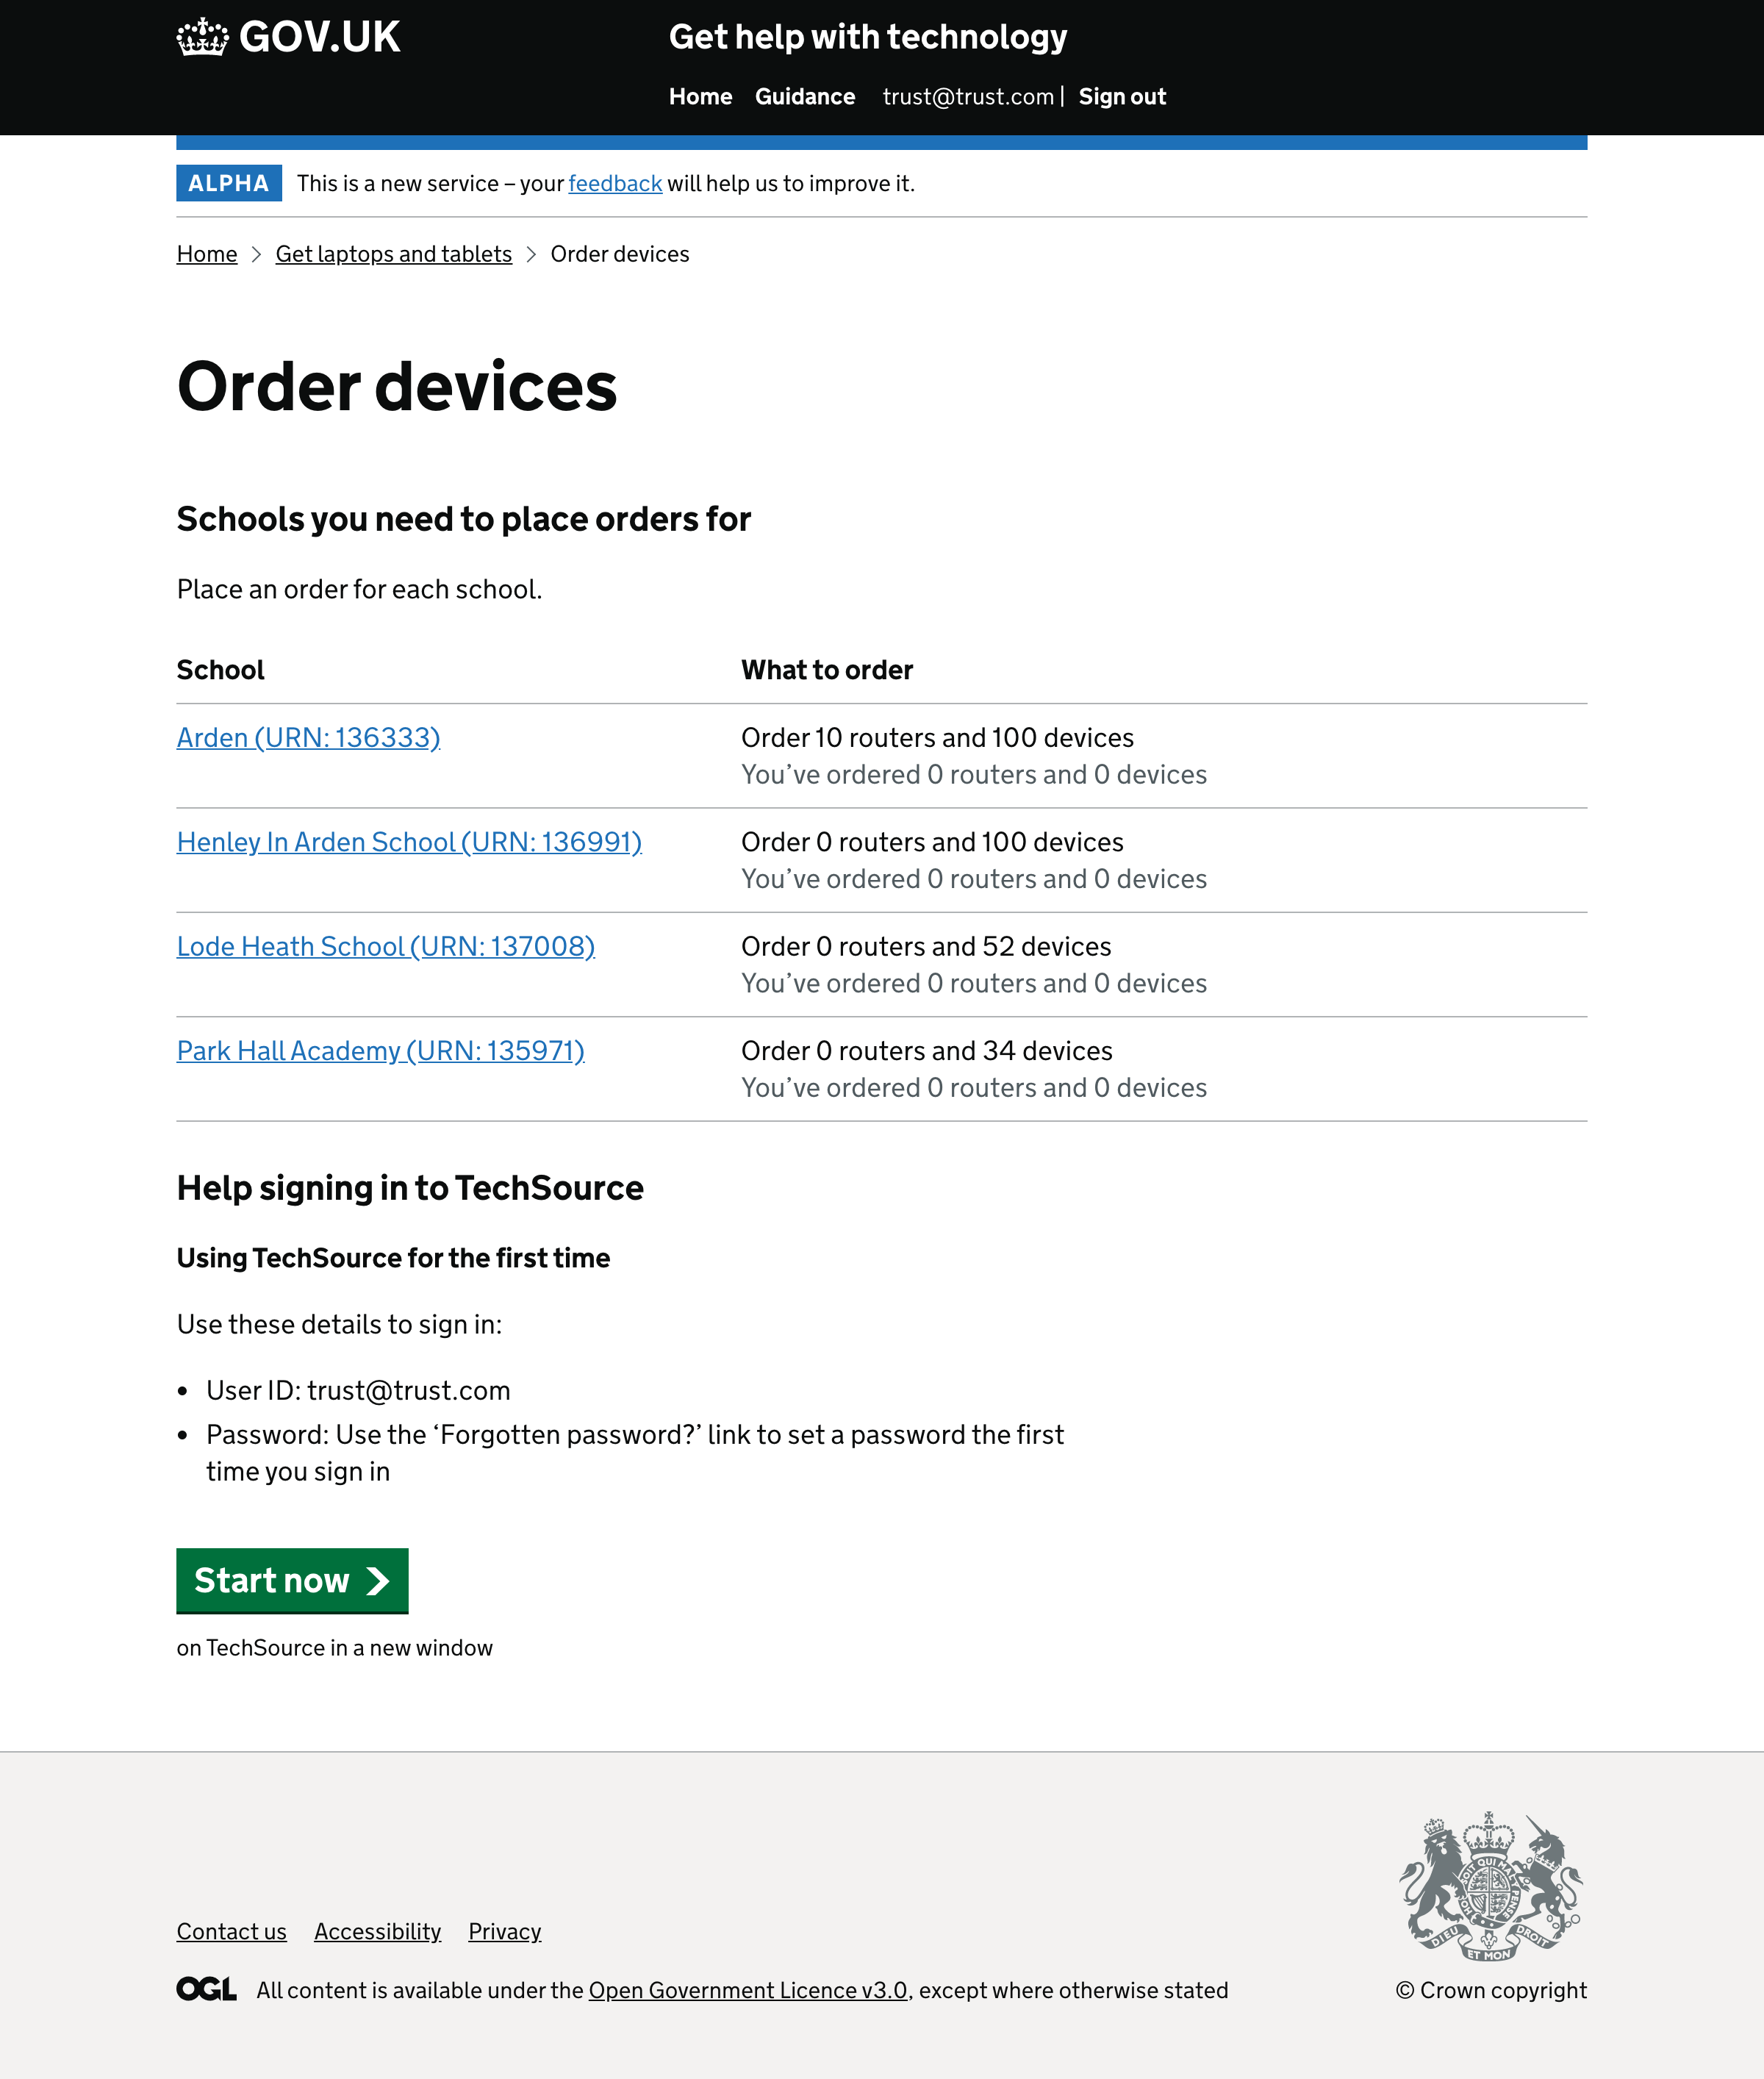 GOV.UK
Get help with technology
Home Guidance trust@trust.com | Sign out
ALPHA This is a new service – your feedback will help us to improve it.
Home > Get laptops and tablets > Order devices
Order devices
Schools you need to place orders for
Place an order for each school.
School What to order
Arden (URN: 136333) Order 10 routers and 100 devices
You’ve ordered 0 routers and 0 devices
Henley In Arden School (URN: 136991) Order 0 routers and 100 devices
You’ve ordered 0 routers and 0 devices
Lode Heath School (URN: 137008) Order 0 routers and 52 devices
You’ve ordered 0 routers and 0 devices
Park Hall Academy (URN: 135971) Order 0 routers and 34 devices
You’ve ordered 0 routers and 0 devices
Help signing in to TechSource
Using TechSource for the first time
Use these details to sign in:
• User ID: trust@trust.com
• Password: Use the ‘Forgotten password?’ link to set a password the first
time you sign in
Start now
on TechSource in a new window
DIEU ET MON DROIT
Contact us Accessibility Privacy
OGL All content is available under the Open Government Licence v3.0, except where otherwise stated
© Crown copyright